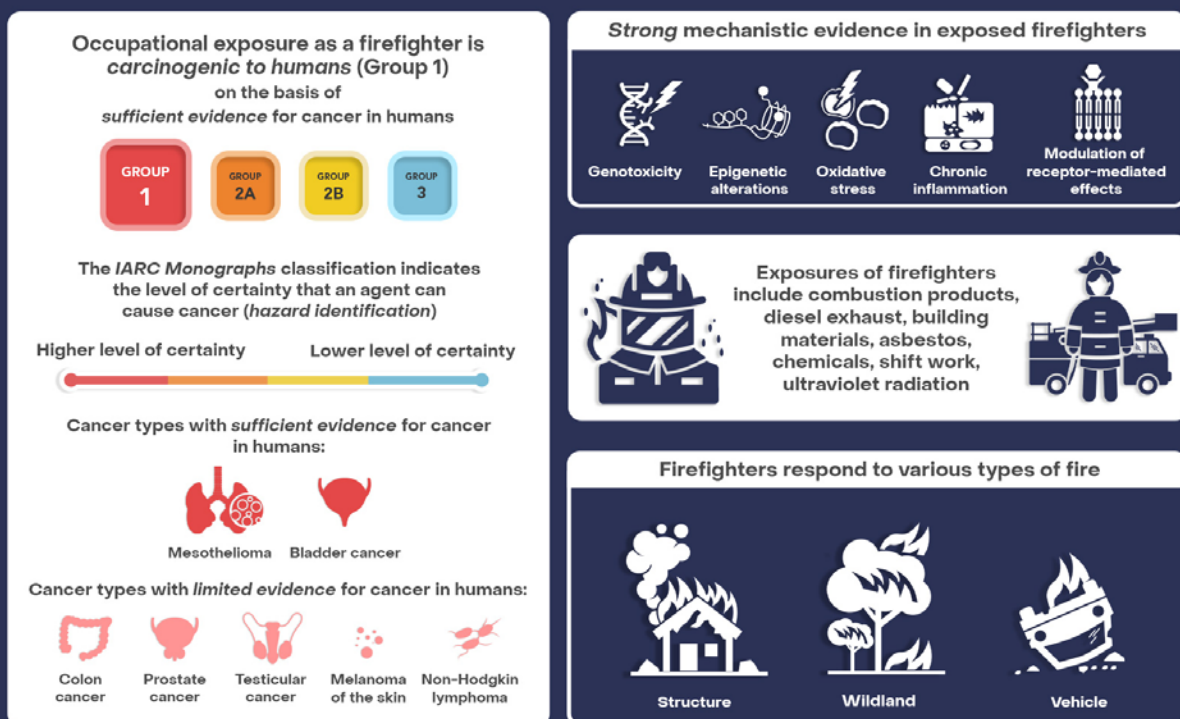 Occupational exposure as a firefighter is
carcinogenic to humans (Group 1)
on the basis of
sufficient evidence for cancer in humans
GROUP
1
GROUP
2A
GROUP
2B
GROUP
3
The IARC Monographs classification indicates
the level of certainty that an agent can
cause cancer (hazard identification)
Higher level of certainty
Lower level of certainty
Cancer types with sufficient evidence for cancer
in humans:
Mesothelioma
Bladder cancer
Cancer types with limited evidence for cancer in humans:
Colon
cancer
Prostate
cancer
Testicular
cancer
Melanoma
of the skin
Non-Hodgkin
lymphoma
Strong mechanistic evidence in exposed firefighters
Genotoxicity
Epigenetic
alterations
Oxidative
stress
Chronic
inflammation
Modulation of
receptor-mediated
effects
Exposures of firefighters
include combustion products,
diesel exhaust, building
materials, asbestos,
chemicals, shift work,
ultraviolet radiation
Firefighters respond to various types of fire
Structure
Wildland
Vehicle